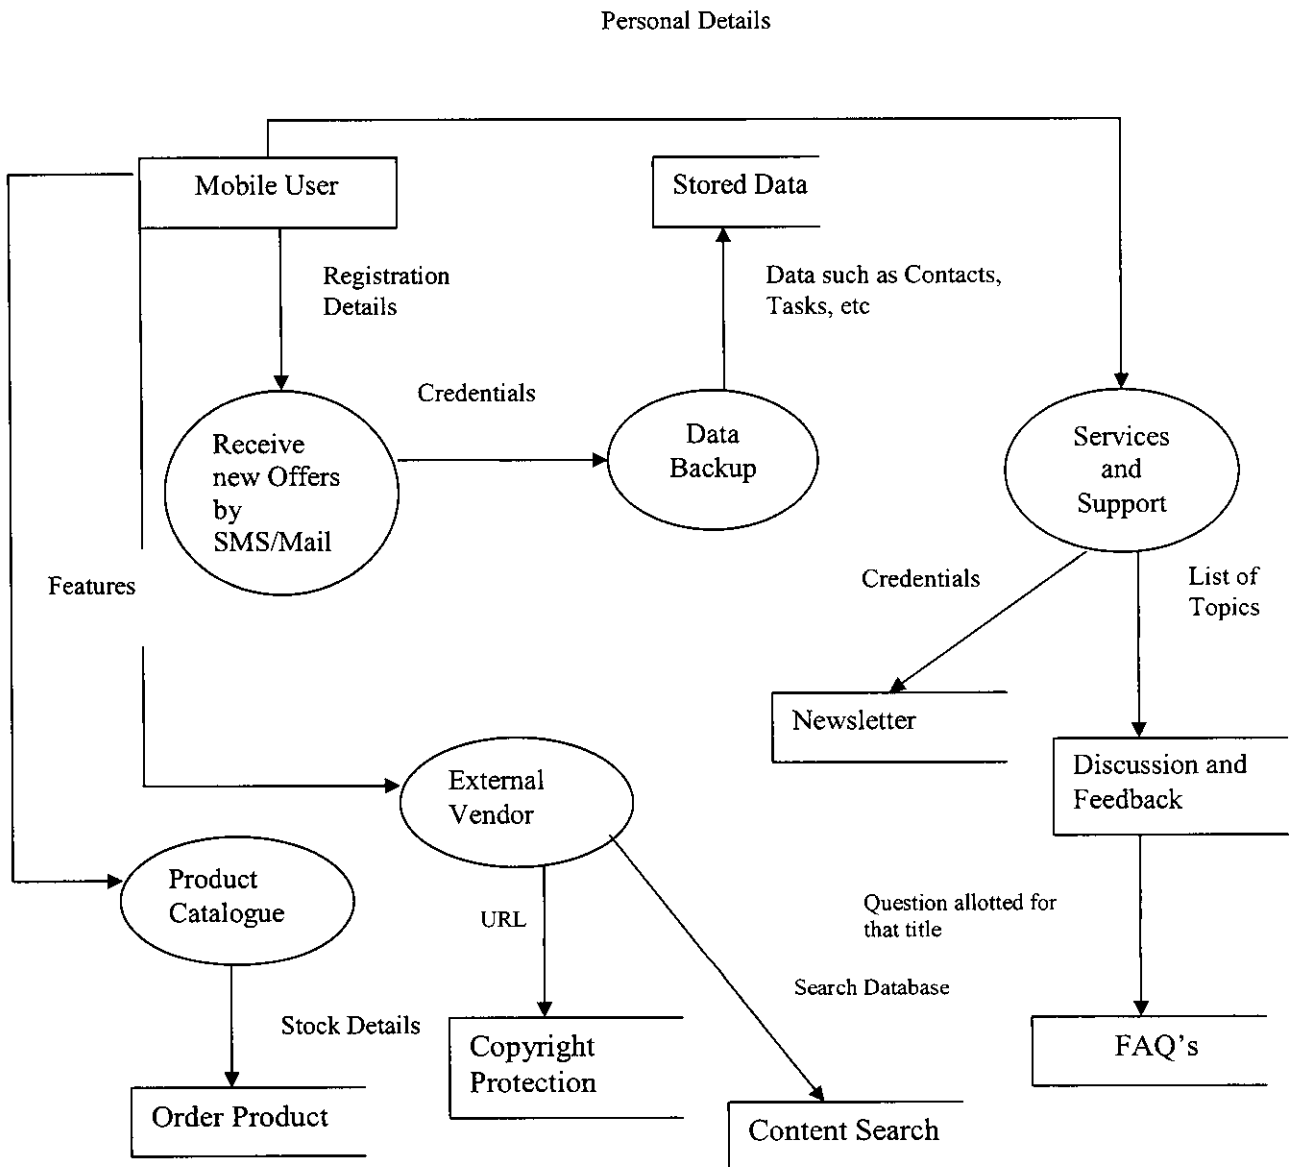 Personal Details
Mobile User
Stored Data
Registration
Details
Data such as Contacts,
Tasks, etc
Credentials
Receive
new Offers
by
SMS/Mail
Data
Backup
Services
and
Support
Features
Credentials
List of
Topics
Newsletter
External
Vendor
Discussion and
Feedback
Product
Catalogue
URL
Question allotted for
that title
Search Database
Stock Details
Copyright
Protection
FAQ's
Order Product
Content Search